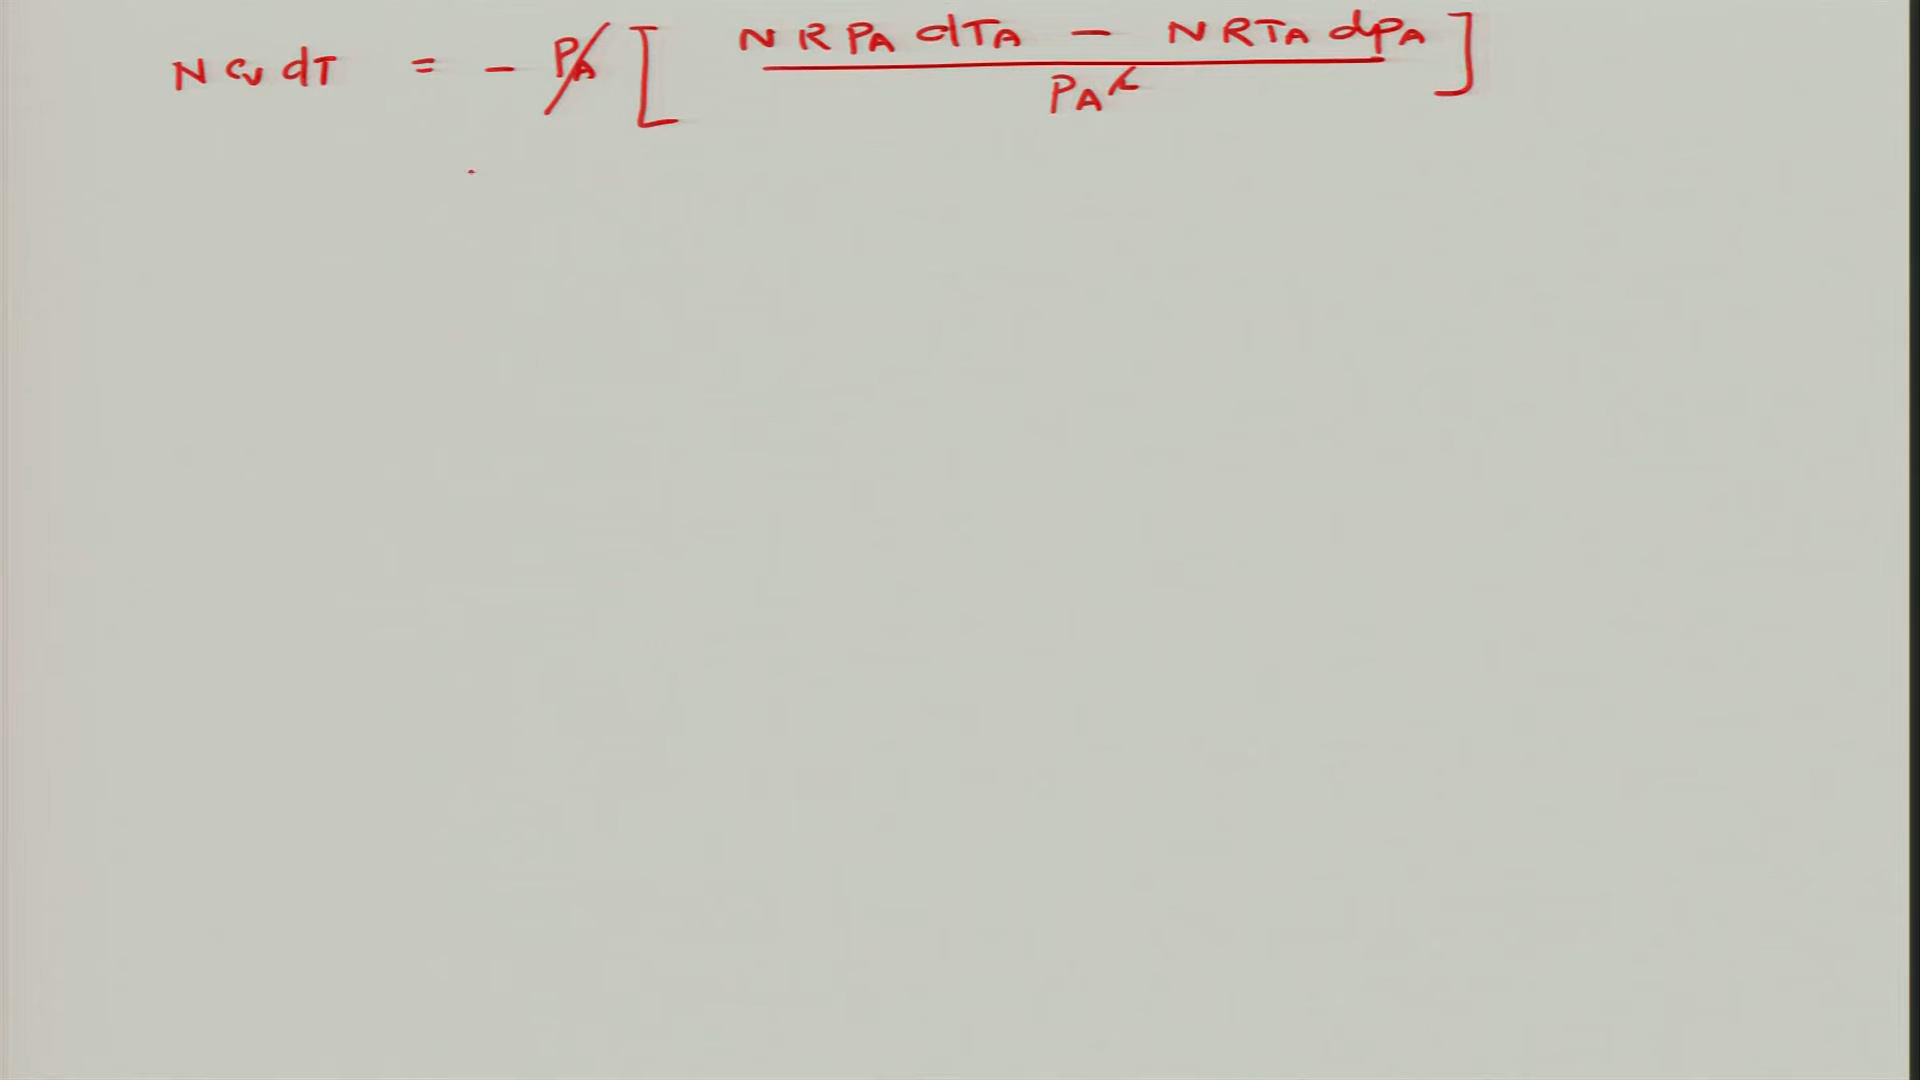 N Cv dT = - PA [ (N R PA dTA - N R TA dPA) / PA² ]